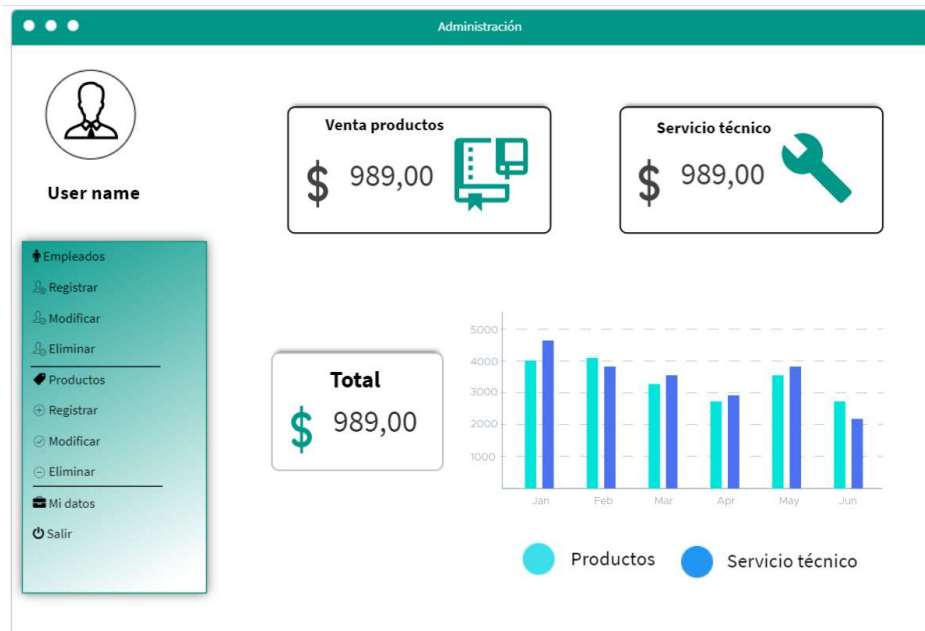 Administración
User name
Empleados
Registrar
Modificar
Eliminar
Productos
Registrar
Modificar
Eliminar
Mi datos
Salir
Venta productos
$ 989,00
Servicio técnico
$ 989,00
Total
$ 989,00
5000
4000
3000
2000
1000
Jan Feb Mar Apr May Jun
Productos Servicio técnico